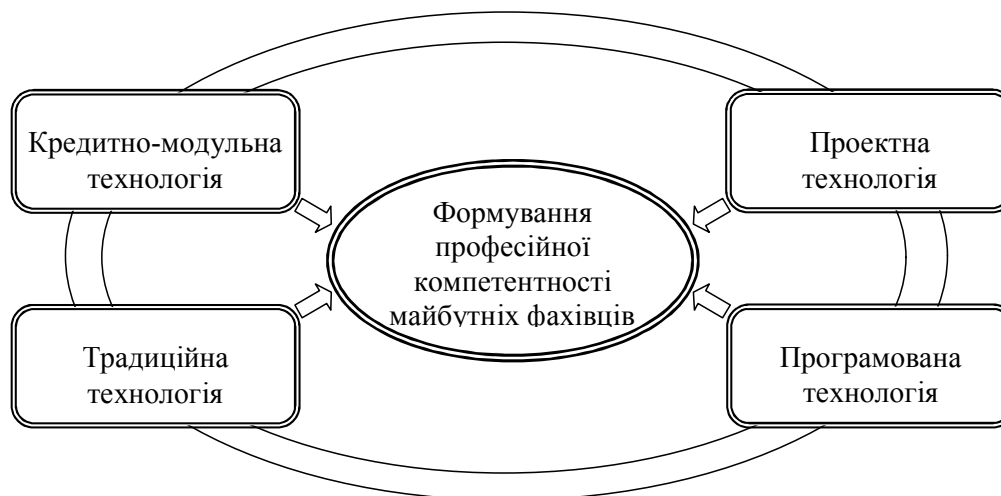 Кредитно-модульна
технологія
Проектна
технологія
Формування
професійної
компетентності
майбутніх фахівців
Традиційна
технологія
Програмована
технологія